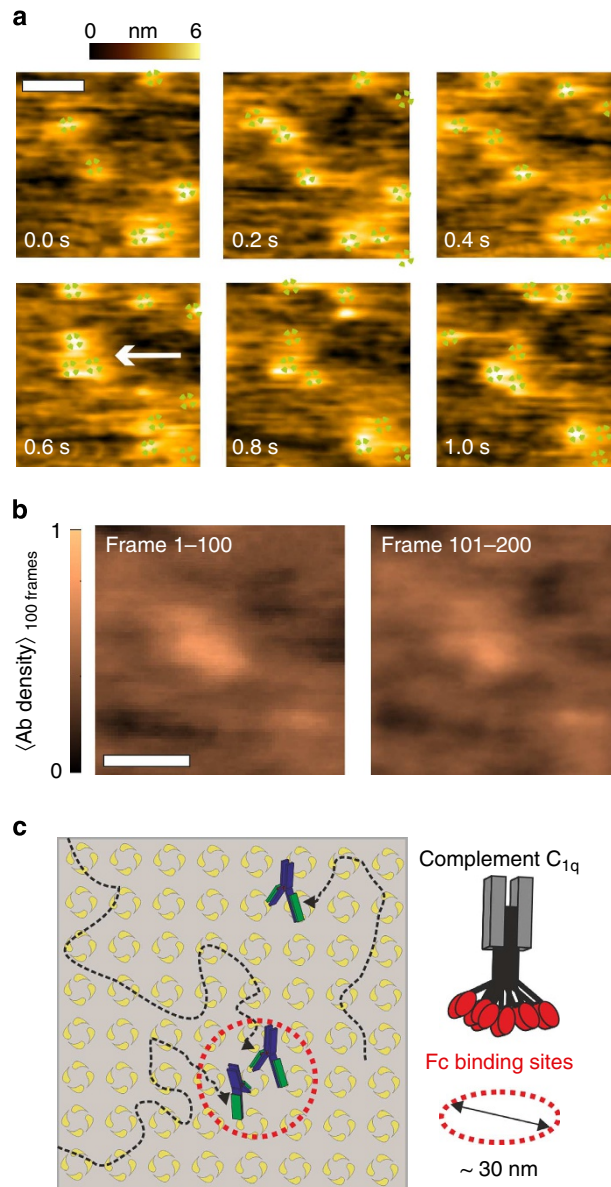 a
0 nm 6
0.0 s
0.2 s
0.4 s
0.6 s
0.8 s
1.0 s
b
1
⟨Ab density⟩ 100 frames
0
Frame 1–100
Frame 101–200
c
Complement C1q
Fc binding sites
~ 30 nm